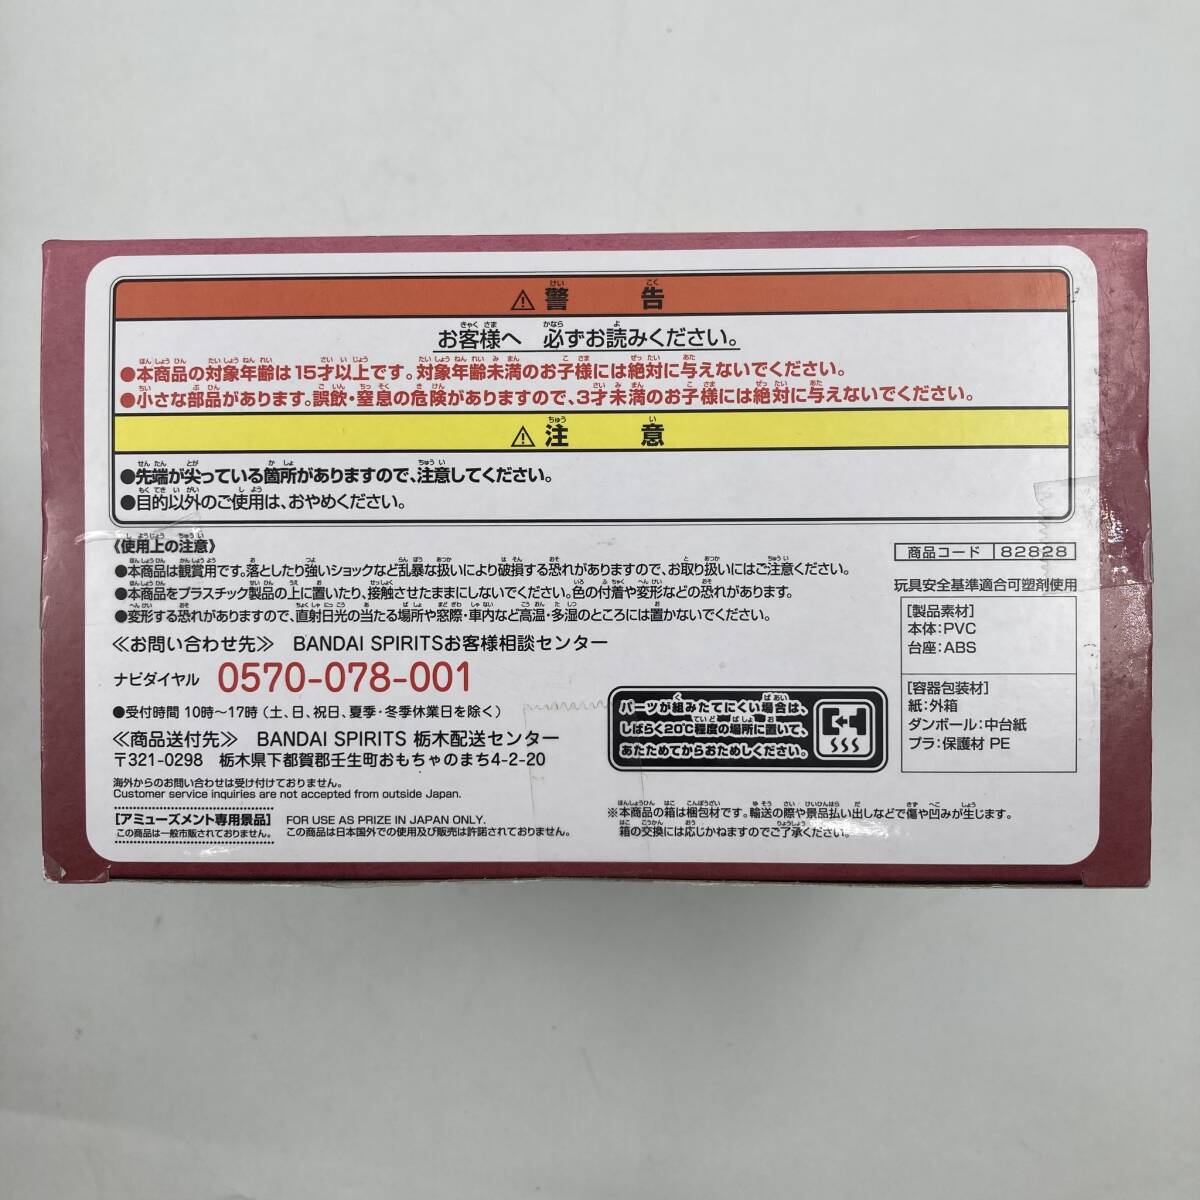 ⚠警告
お客様へ 必ずお読みください。
●本商品の対象年齢は15才以上です。対象年齢未満のお子様には絶対に与えないでください。
●小さな部品があります。誤飲・窒息の危険がありますので、3才未満のお子様には絶対に与えないでください。
⚠注意
●先端が尖っている箇所がありますので、注意してください。
●目的以外のご使用は、おやめください。
《使用上の注意》
●本商品は観賞用です。落としたり強いショックなど乱暴な扱いにより破損する恐れがありますので、お取り扱いにはご注意ください。
●本商品をプラスチック製品の上に置いたり、接触させたままにしないでください。色の付着や変形などの恐れがあります。
●変形する恐れがありますので、直射日光の当たる場所や窓際・車内など高温・多湿のところには置かないでください。
≪お問い合わせ先≫ BANDAI SPIRITSお客様相談センター
ナビダイヤル 0570-078-001
●受付時間 10時〜17時(土、日、祝日、夏季・冬季休業日を除く)
≪商品送付先≫ BANDAI SPIRITS 栃木配送センター
〒321-0298 栃木県下都賀郡壬生町おもちゃのまち4-2-20
海外からのお問い合わせは受け付けておりません。
Customer service inquiries are not accepted from outside Japan.
[アミューズメント専用景品] FOR USE AS PRIZE IN JAPAN ONLY.
この商品は一般市販されておりません。 この商品は日本国外での使用及び販売は許諾されておりません。
パーツが組みたてにくい場合は、
しばらく20℃程度の場所に置いて、
あたためてからおためしください。
商品コード 82828
玩具安全基準適合可塑剤使用
[製品素材]
本体:PVC
台座:ABS
[容器包装材]
紙:外箱
ダンボール:中台紙
プラ:保護材 PE
※本商品の箱は梱包材です。輸送の際や景品払い出しなどで傷や凹みが生じます。
箱の交換には応じかねますのでご了承ください。